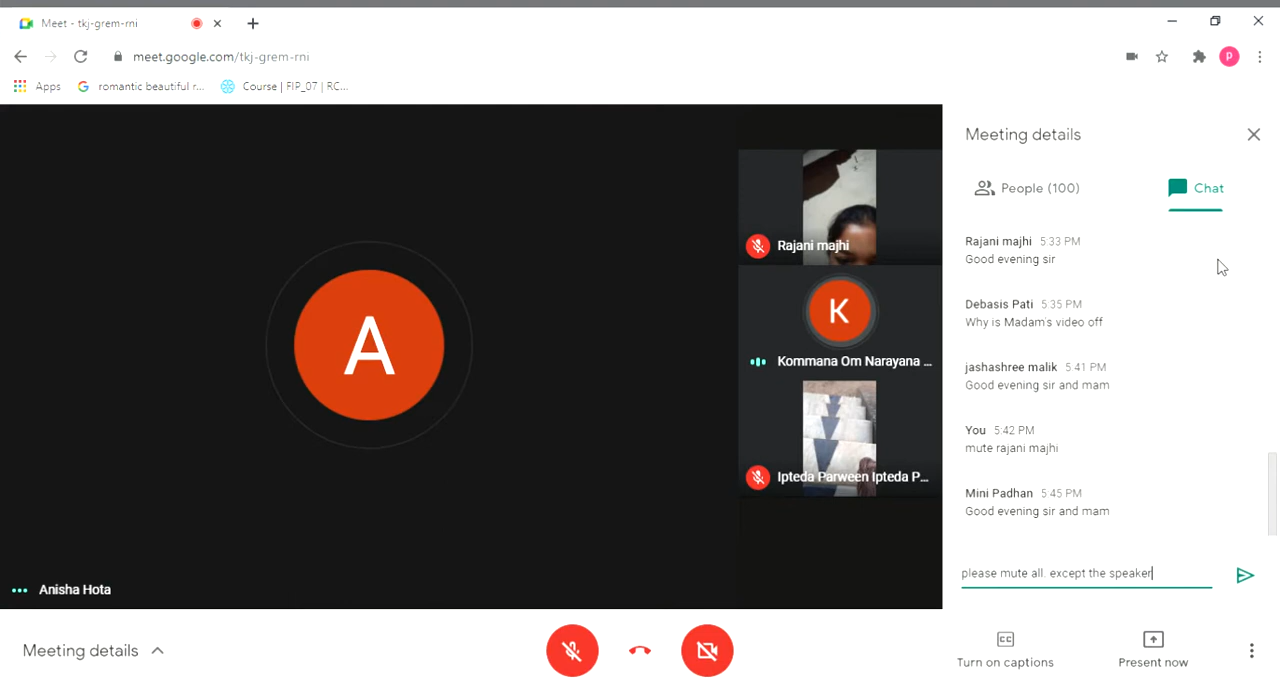 Meet - tkj-grem-rni
meet.google.com/tkj-grem-rni
P
Apps
romantic beautiful r...
Course | FIP_07 | RC...
A
Anisha Hota
Rajani majhi
K
Kommana Om Narayana ...
Ipteda Parween Ipteda P...
Meeting details
People (100)
Chat
Rajani majhi 5:33 PM
Good evening sir
Debasis Pati 5:35 PM
Why is Madam's video off
jashashree malik 5:41 PM
Good evening sir and mam
You 5:42 PM
mute rajani majhi
Mini Padhan 5:45 PM
Good evening sir and mam
please mute all. except the speaker
Meeting details
CC
Turn on captions
Present now